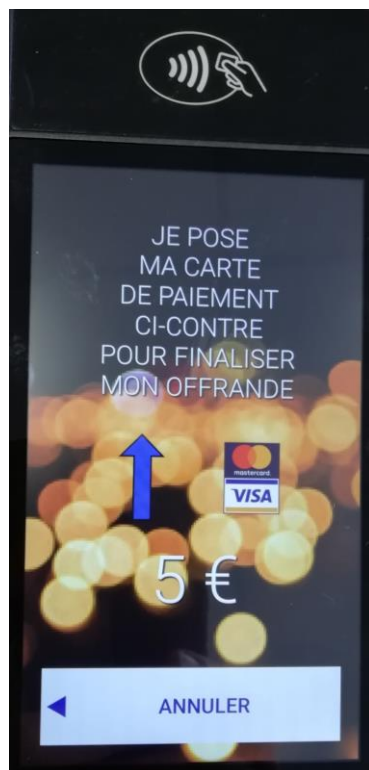 JE POSE
MA CARTE
DE PAIEMENT
CI-CONTRE
POUR FINALISER
MON OFFRANDE
mastercard.
VISA
5 €
ANNULER